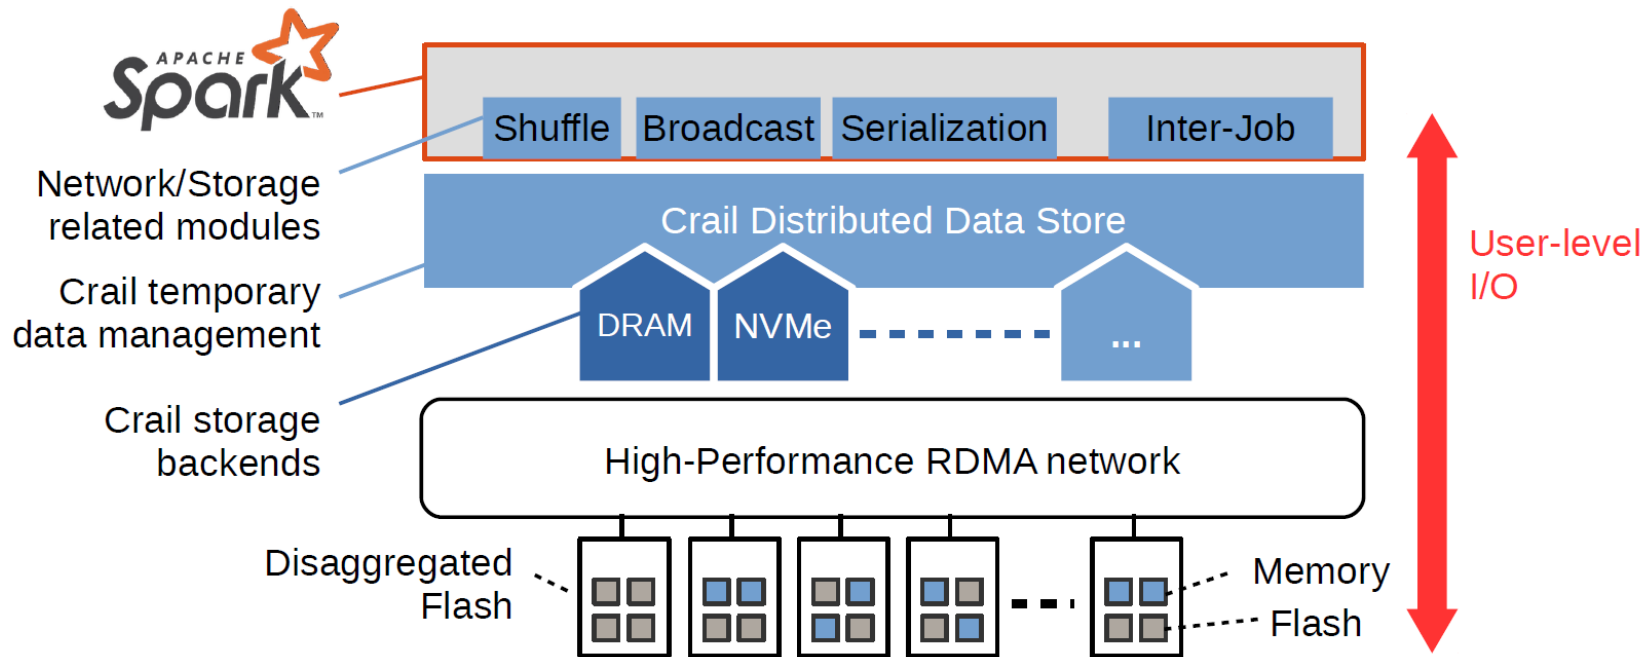 APACHE
Spark™
Shuffle
Broadcast
Serialization
Inter-Job
Network/Storage
related modules
Crail Distributed Data Store
User-level
I/O
Crail temporary
data management
DRAM
NVMe
...
Crail storage
backends
High-Performance RDMA network
Disaggregated
Flash
Memory
Flash